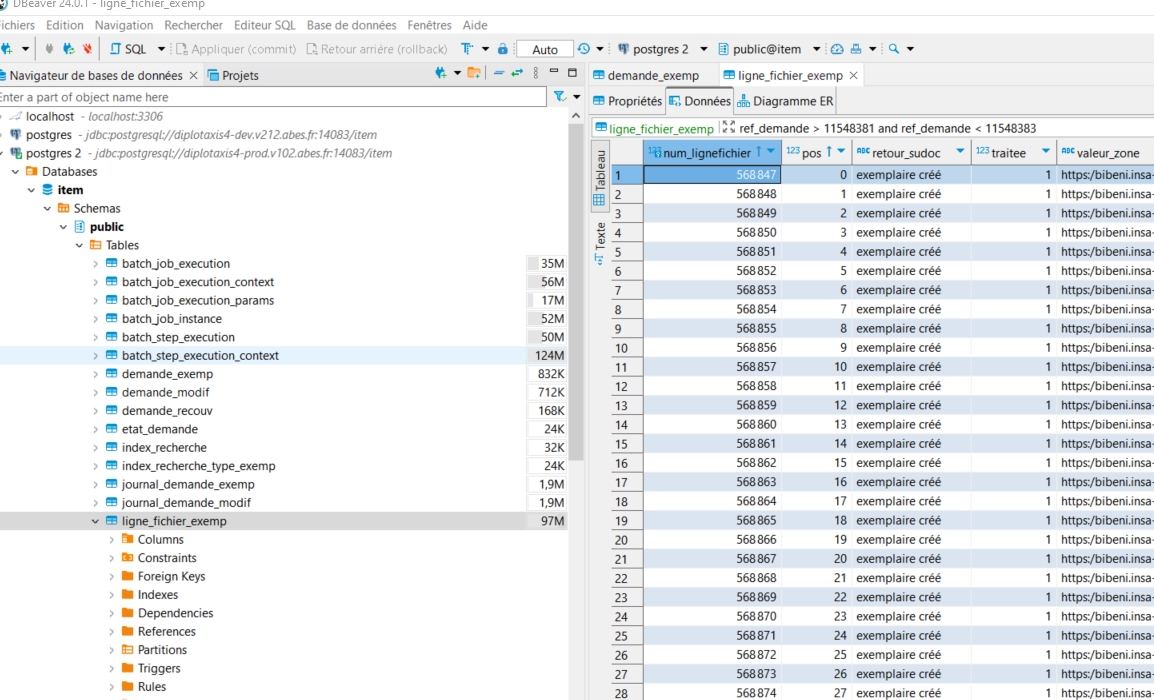 DBeaver 24.0.1 - ligne_fichier_exemp
ichiers Edition Navigation Rechercher Editeur SQL Base de données Fenêtres Aide
SQL Appliquer (commit) Retour arriére (rollback) T Auto postgres 2 public@item
Navigateur de bases de données Projets
Enter a part of object name here
localhost - localhost:3306
postgres - jdbc:postgresql://diplotaxis4-dev.v212.abes.fr:14083/item
postgres 2 - jdbc:postgresql://diplotaxis4-prod.v102.abes.fr:14083/item
Databases
item
Schemas
public
Tables
batch_job_execution 35M
batch_job_execution_context 56M
batch_job_execution_params 17M
batch_job_instance 52M
batch_step_execution 50M
batch_step_execution_context 124M
demande_exemp 832K
demande_modif 712K
demande_recouv 168K
etat_demande 24K
index_recherche 32K
index_recherche_type_exemp 24K
journal_demande_exemp 1,9M
journal_demande_modif 1,9M
ligne_fichier_exemp 97M
Columns
Constraints
Foreign Keys
Indexes
Dependencies
References
Partitions
Triggers
Rules
demande_exemp ligne_fichier_exemp
Propriétés Données Diagramme ER
ligne_fichier_exemp ref_demande > 11548381 and ref_demande < 11548383
Tableau
Texte
123 num_lignefichier 123 pos ABC retour_sudoc 123 traitee ABC valeur_zone
1 568 847 0 exemplaire créé 1 https:/bibeni.insa-
2 568 848 1 exemplaire créé 1 https:/bibeni.insa-
3 568 849 2 exemplaire créé 1 https:/bibeni.insa-
4 568 850 3 exemplaire créé 1 https:/bibeni.insa-
5 568 851 4 exemplaire créé 1 https:/bibeni.insa-
6 568 852 5 exemplaire créé 1 https:/bibeni.insa-
7 568 853 6 exemplaire créé 1 https:/bibeni.insa-
8 568 854 7 exemplaire créé 1 https:/bibeni.insa-
9 568 855 8 exemplaire créé 1 https:/bibeni.insa-
10 568 856 9 exemplaire créé 1 https:/bibeni.insa-
11 568 857 10 exemplaire créé 1 https:/bibeni.insa-
12 568 858 11 exemplaire créé 1 https:/bibeni.insa-
13 568 859 12 exemplaire créé 1 https:/bibeni.insa-
14 568 860 13 exemplaire créé 1 https:/bibeni.insa-
15 568 861 14 exemplaire créé 1 https:/bibeni.insa-
16 568 862 15 exemplaire créé 1 https:/bibeni.insa-
17 568 863 16 exemplaire créé 1 https:/bibeni.insa-
18 568 864 17 exemplaire créé 1 https:/bibeni.insa-
19 568 865 18 exemplaire créé 1 https:/bibeni.insa-
20 568 866 19 exemplaire créé 1 https:/bibeni.insa-
21 568 867 20 exemplaire créé 1 https:/bibeni.insa-
22 568 868 21 exemplaire créé 1 https:/bibeni.insa-
23 568 869 22 exemplaire créé 1 https:/bibeni.insa-
24 568 870 23 exemplaire créé 1 https:/bibeni.insa-
25 568 871 24 exemplaire créé 1 https:/bibeni.insa-
26 568 872 25 exemplaire créé 1 https:/bibeni.insa-
27 568 873 26 exemplaire créé 1 https:/bibeni.insa-
28 568 874 27 exemplaire créé 1 https:/bibeni.insa-